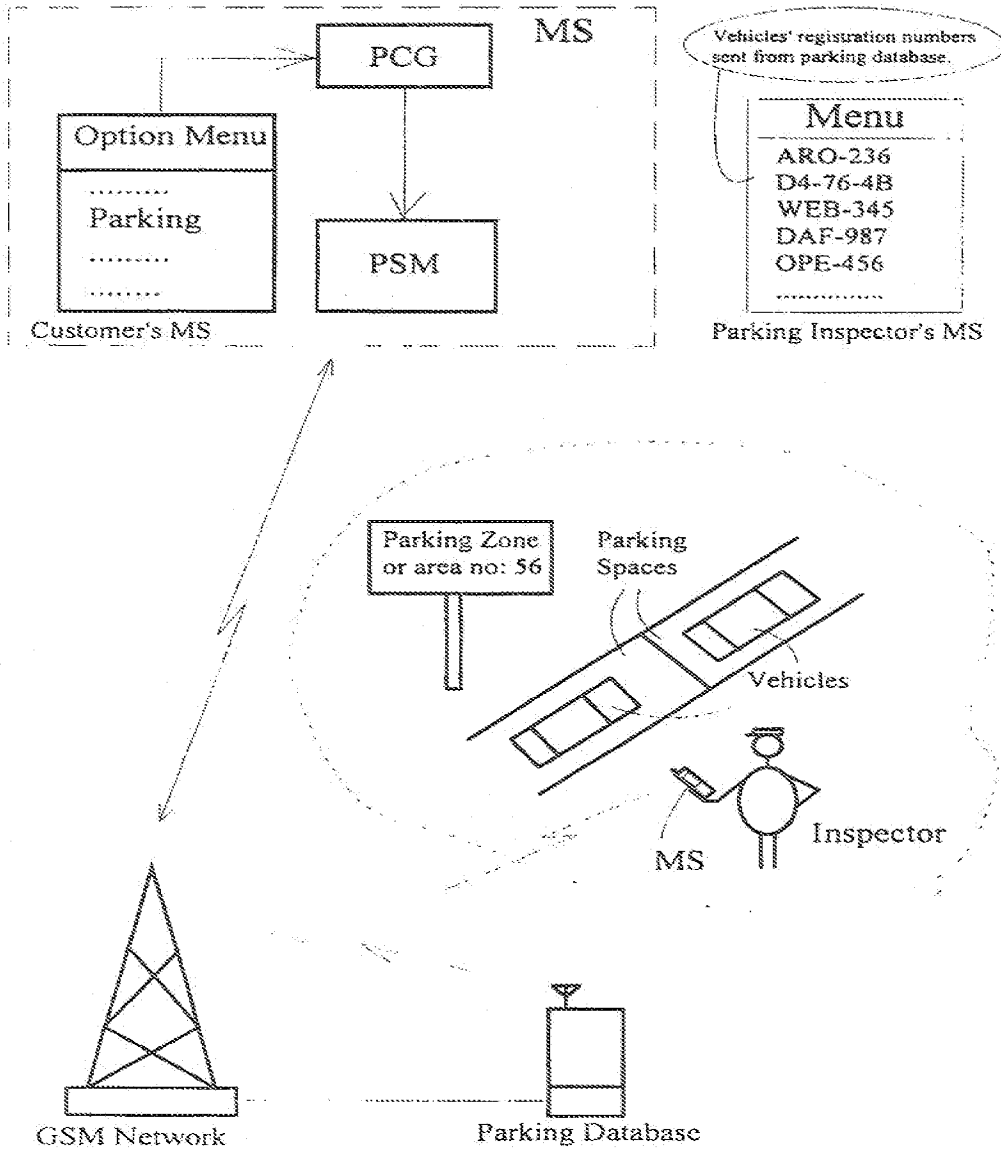 MS
PCG
Option Menu
.........
Parking
.........
.........
PSM
Customer's MS
Vehicles' registration numbers
sent from parking database.
Menu
ARO-236
D4-76-4B
WEB-345
DAF-987
OPE-456
..............
Parking Inspector's MS
Parking Zone
or area no: 56
Parking
Spaces
Vehicles
MS
Inspector
GSM Network
Parking Database